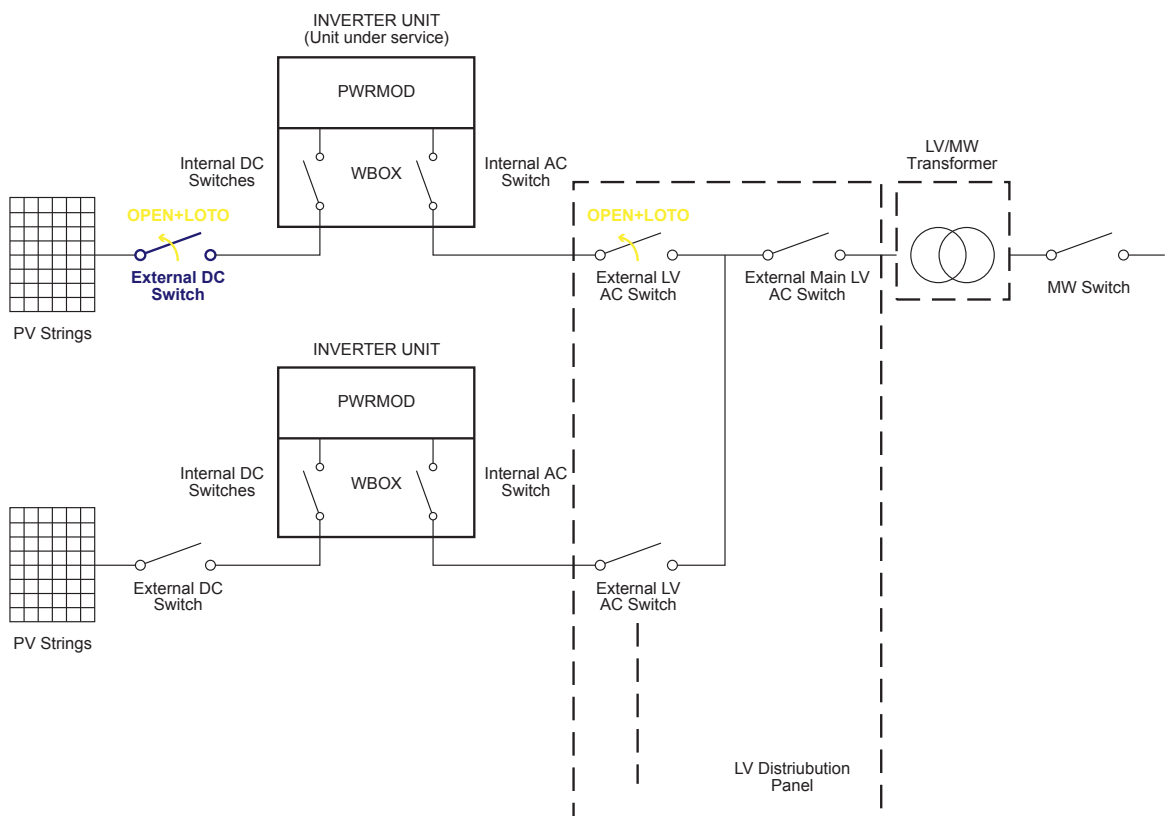 INVERTER UNIT
(Unit under service)
PWRMOD
Internal DC
Switches
WBOX
Internal AC
Switch
LV/MW
Transformer
OPEN+LOTO
OPEN+LOTO
External DC
Switch
External LV
AC Switch
External Main LV
AC Switch
MW Switch
PV Strings
INVERTER UNIT
PWRMOD
Internal DC
Switches
WBOX
Internal AC
Switch
External DC
Switch
External LV
AC Switch
PV Strings
LV Distriubution
Panel